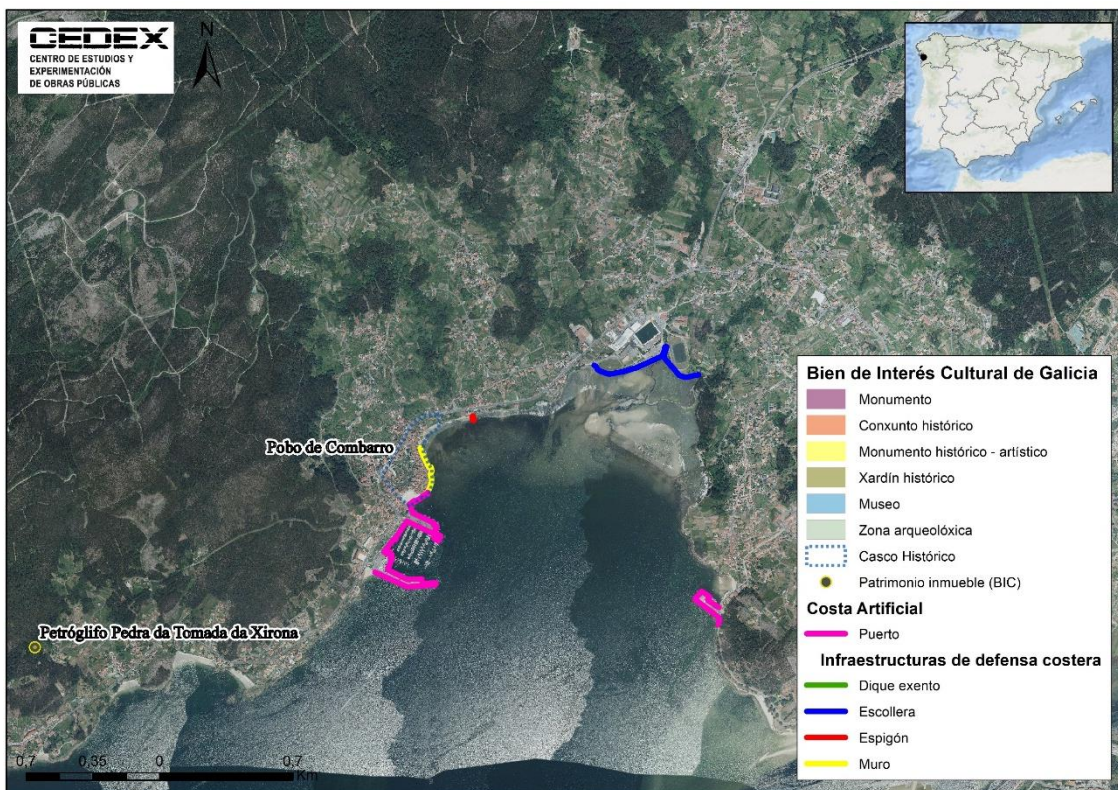 CEDEX
CENTRO DE ESTUDIOS Y
EXPERIMENTACIÓN
DE OBRAS PÚBLICAS
N
Pobo de Combarro
Petróglifo Pedra da Tomada da Xirona
Bien de Interés Cultural de Galicia
Monumento
Conxunto histórico
Monumento histórico - artístico
Xardín histórico
Museo
Zona arqueolóxica
Casco Histórico
Patrimonio inmueble (BIC)
Costa Artificial
Puerto
Infraestructuras de defensa costera
Dique exento
Escollera
Espigón
Muro
0,7 0,35 0 0,7
Km